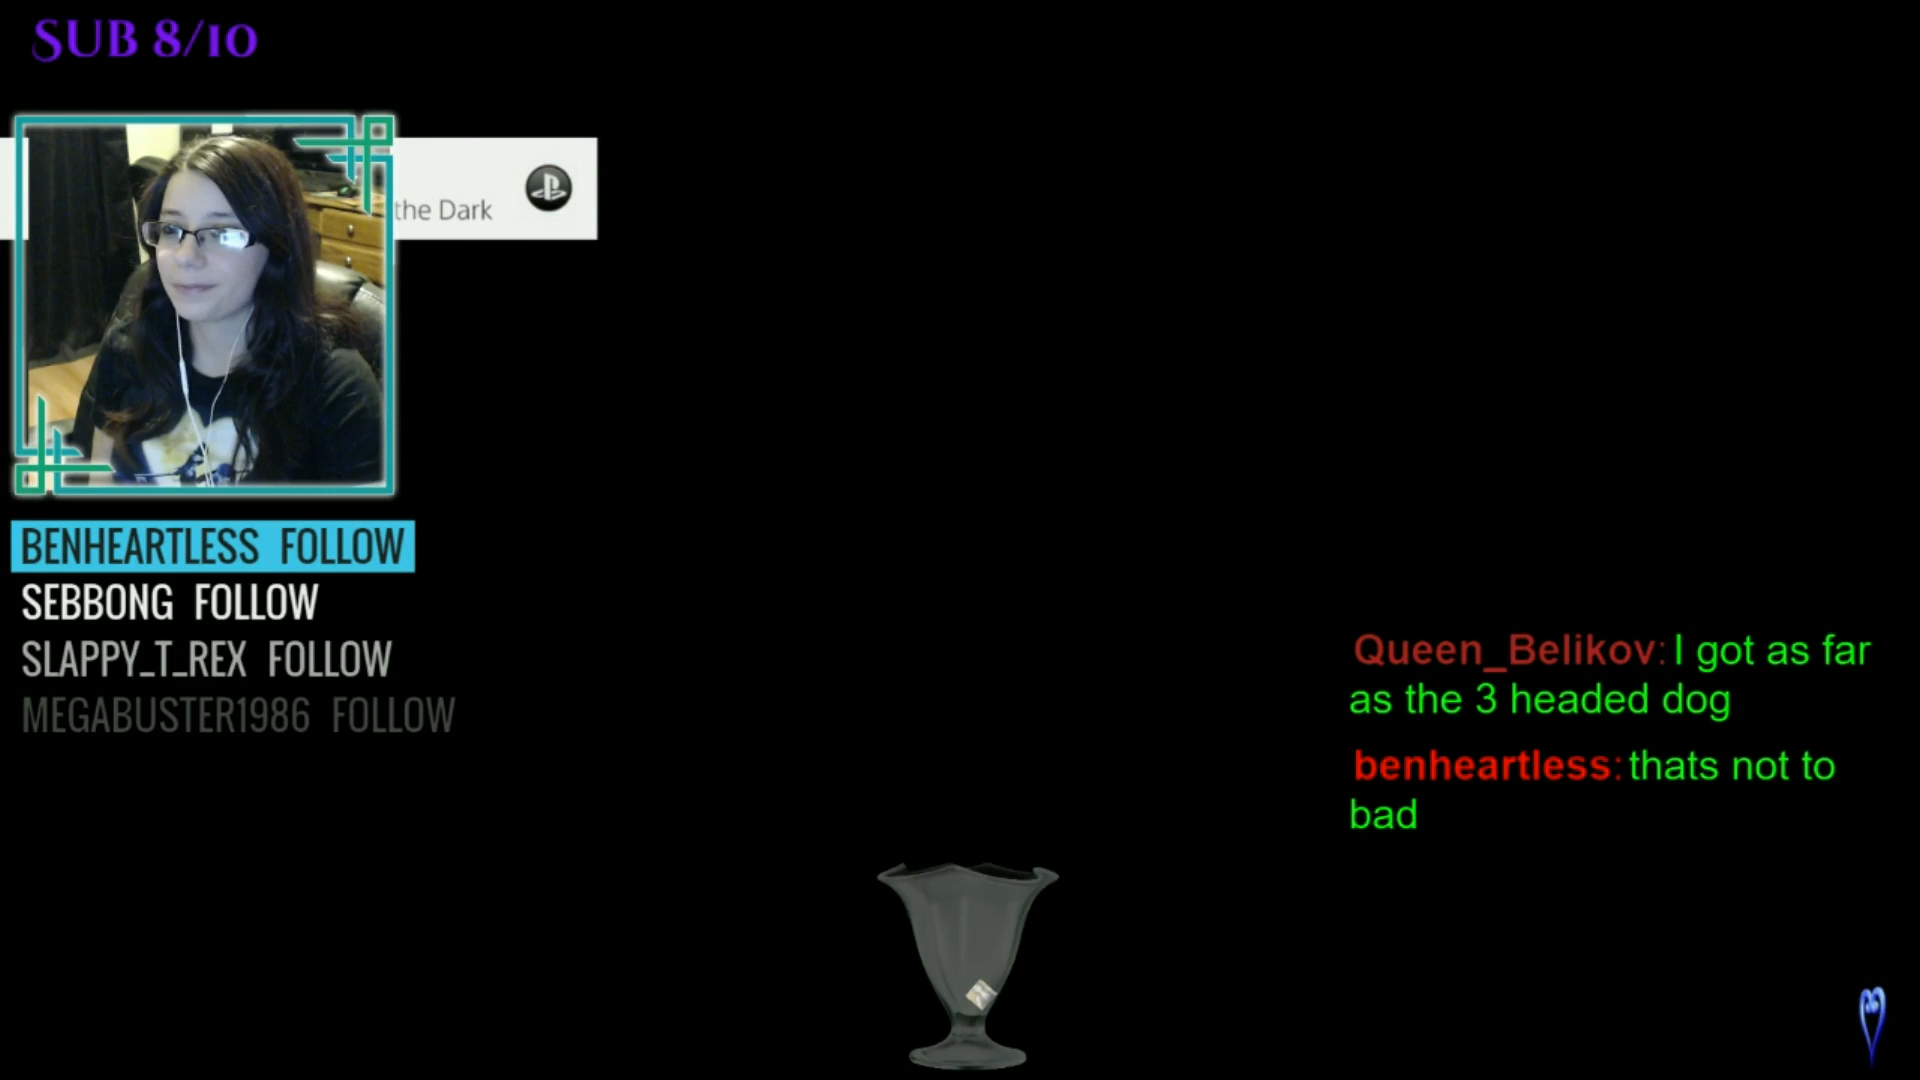 SUB 8/10
the Dark
BENHEARTLESS FOLLOW
SEBBONG FOLLOW
SLAPPY_T_REX FOLLOW
MEGABUSTER1986 FOLLOW
Queen_Belikov: I got as far
as the 3 headed dog
benheartless: thats not to
bad